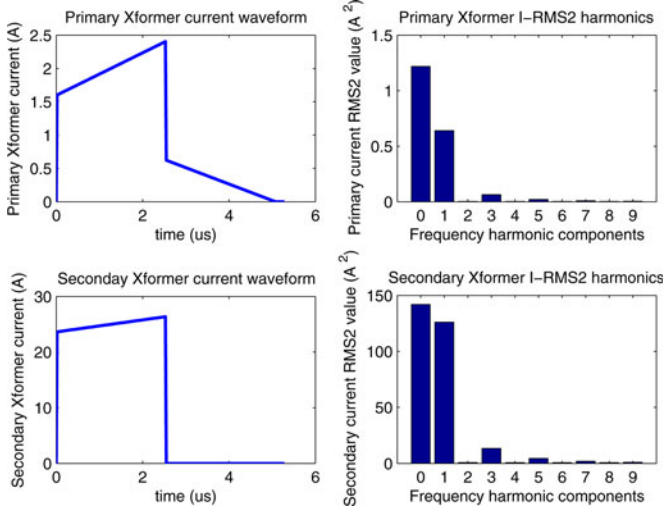 Primary Xformer current waveform
Primary Xformer current (A)
2.5
2
1.5
1
0.5
0
0 2 4 6
time (us)
Primary Xformer I−RMS2 harmonics
Primary current RMS2 value (A 2)
1.5
1
0.5
0
0 1 2 3 4 5 6 7 8 9
Frequency harmonic components
Seconday Xformer current waveform
Secondary Xformer current (A)
30
20
10
0
0 2 4 6
time (us)
Secondary Xformer I−RMS2 harmonics
Secondary current RMS2 value (A 2)
150
100
50
0
0 1 2 3 4 5 6 7 8 9
Frequency harmonic components